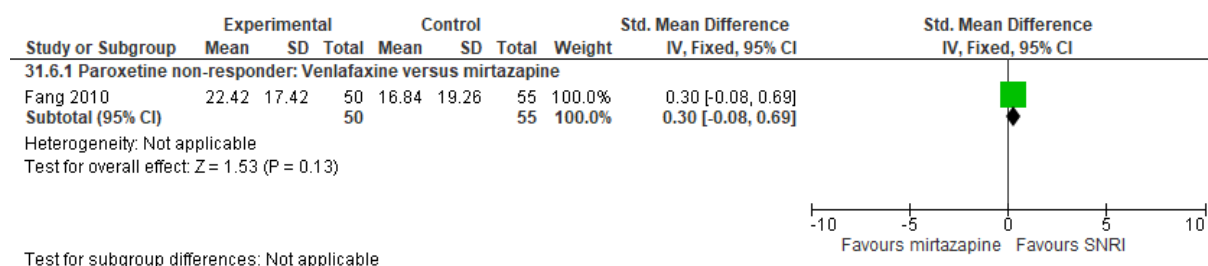 Experimental Control Std. Mean Difference Std. Mean Difference
Study or Subgroup Mean SD Total Mean SD Total Weight IV, Fixed, 95% CI IV, Fixed, 95% CI
31.6.1 Paroxetine non-responder: Venlafaxine versus mirtazapine
Fang 2010 22.42 17.42 50 16.84 19.26 55 100.0% 0.30 [-0.08, 0.69]
Subtotal (95% CI) 50 55 100.0% 0.30 [-0.08, 0.69]
Heterogeneity: Not applicable
Test for overall effect: Z = 1.53 (P = 0.13)
-10 -5 0 5 10
Favours mirtazapine Favours SNRI
Test for subgroup differences: Not applicable